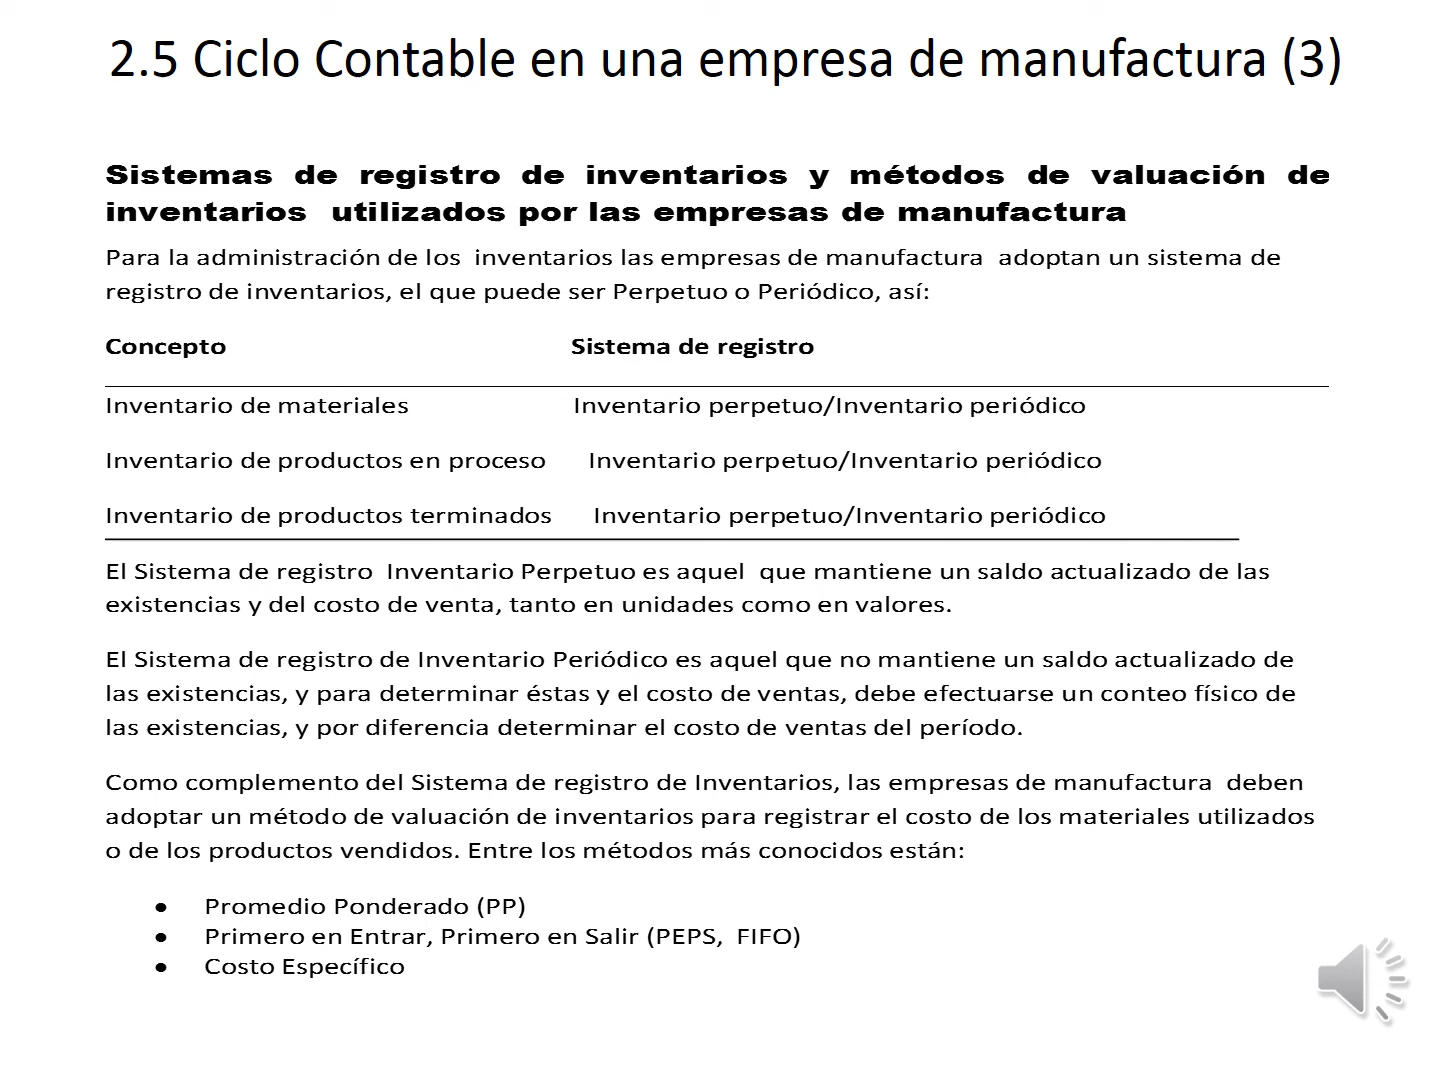 2.5 Ciclo Contable en una empresa de manufactura (3)
Sistemas de registro de inventarios y métodos de valuación de
inventarios utilizados por las empresas de manufactura
Para la administración de los inventarios las empresas de manufactura adoptan un sistema de
registro de inventarios, el que puede ser Perpetuo o Periódico, así:
Concepto Sistema de registro
Inventario de materiales Inventario perpetuo/Inventario periódico
Inventario de productos en proceso Inventario perpetuo/Inventario periódico
Inventario de productos terminados Inventario perpetuo/Inventario periódico
El Sistema de registro Inventario Perpetuo es aquel que mantiene un saldo actualizado de las
existencias y del costo de venta, tanto en unidades como en valores.
El Sistema de registro de Inventario Periódico es aquel que no mantiene un saldo actualizado de
las existencias, y para determinar éstas y el costo de ventas, debe efectuarse un conteo físico de
las existencias, y por diferencia determinar el costo de ventas del período.
Como complemento del Sistema de registro de Inventarios, las empresas de manufactura deben
adoptar un método de valuación de inventarios para registrar el costo de los materiales utilizados
o de los productos vendidos. Entre los métodos más conocidos están:
• Promedio Ponderado (PP)
• Primero en Entrar, Primero en Salir (PEPS, FIFO)
• Costo Específico